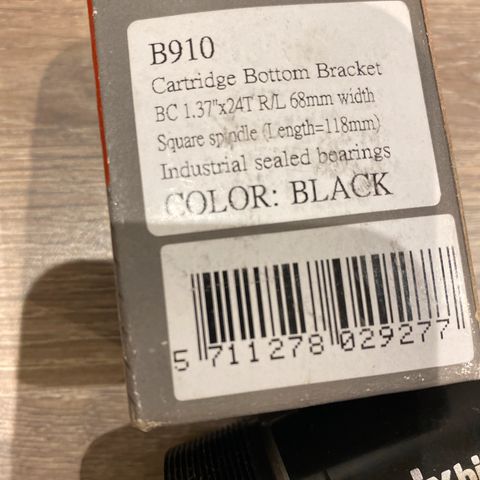 B910
Cartridge Bottom Bracket
BC 1.37"x24T R/L 68mm width
Square spindle (Length=118mm)
Industrial sealed bearings
COLOR: BLACK
5 711278 029277